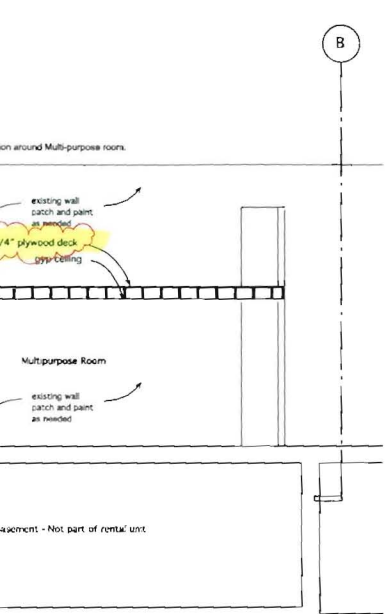 B
on around Multi-purpose room.
existing wall
patch and paint
as needed
/4" plywood deck
gyp ceiling
Multipurpose Room
existing wall
patch and paint
as needed
asement - Not part of rental unit